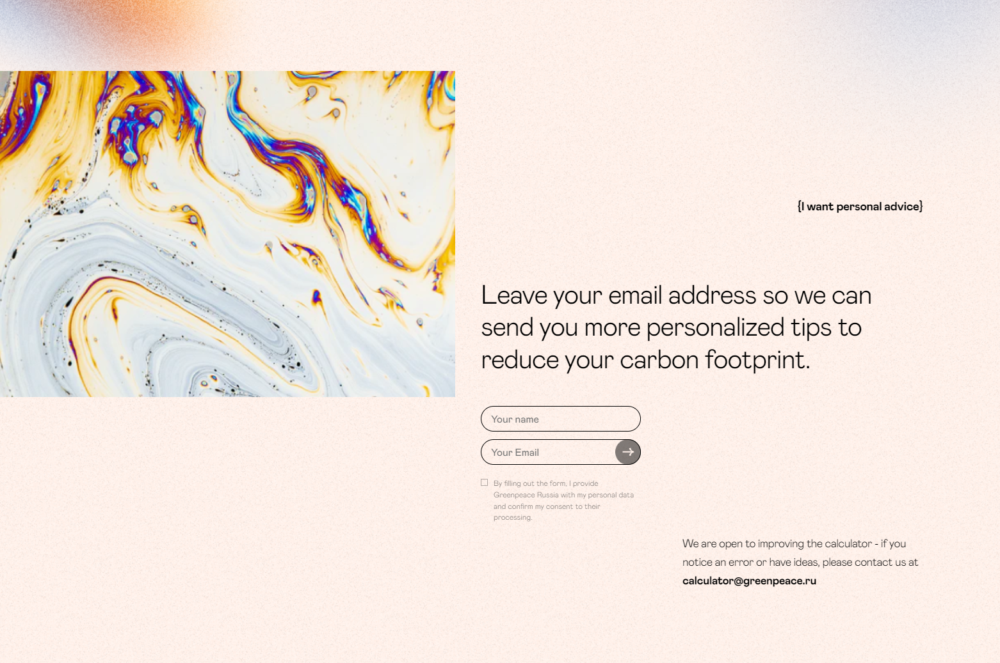 {I want personal advice}
Leave your email address so we can
send you more personalized tips to
reduce your carbon footprint.
Your name
Your Email
By filling out the form, I provide
Greenpeace Russia with my personal data
and confirm my consent to their
processing.
We are open to improving the calculator - if you
notice an error or have ideas, please contact us at
calculator@greenpeace.ru